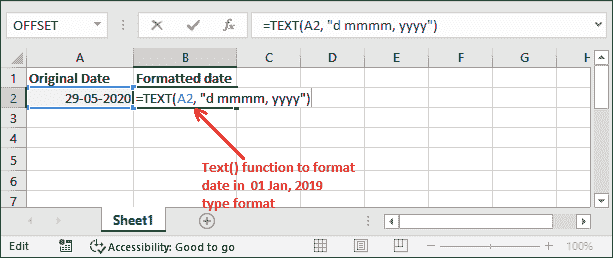 OFFSET
fx
=TEXT(A2, "d mmmm, yyyy")
A B C D E F G H
1 Original Date Formatted date
2 29-05-2020 =TEXT(A2, "d mmmm, yyyy")
3
4
5
6
7
Text() function to format
date in 01 Jan, 2019
type format
Sheet1
Edit Accessibility: Good to go 100%